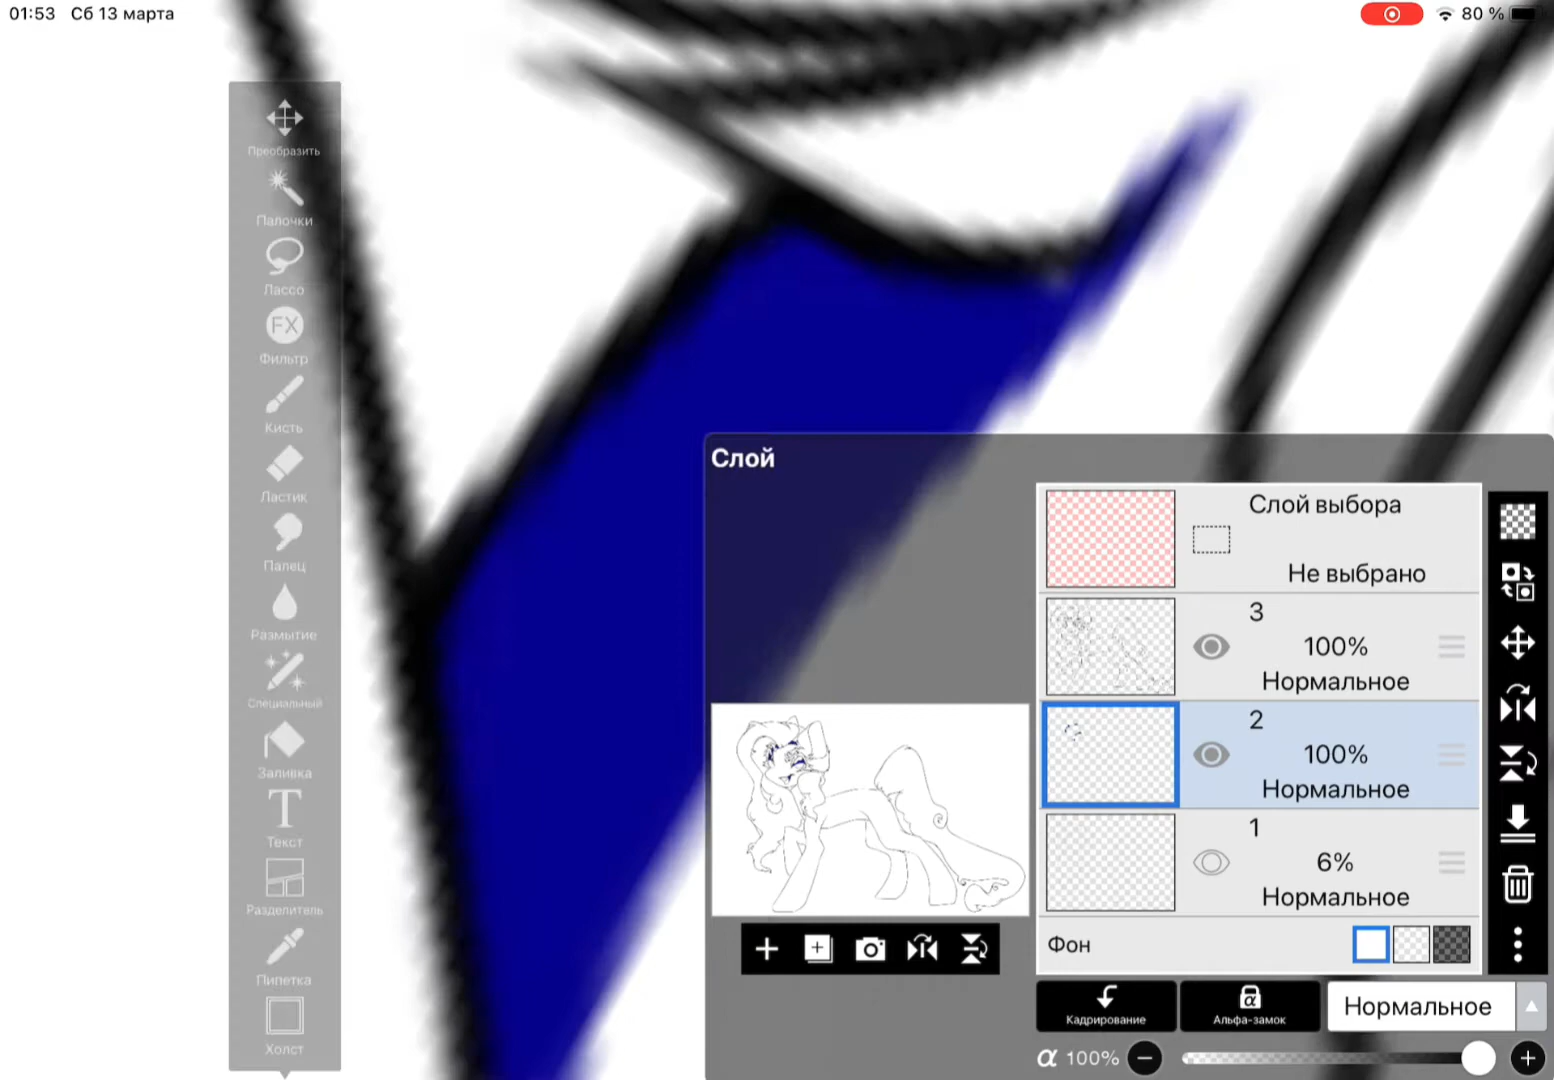 01:53 Сб 13 марта
80 %
Преобразить
Палочки
Лассо
FX
Фильтр
Кисть
Ластик
Палец
Размытие
Специальный
Заливка
T
Текст
Разделитель
Пипетка
Холст
Слой
Слой выбора
Не выбрано
3
100%
Нормальное
2
100%
Нормальное
1
6%
Нормальное
Фон
Кадрирование
α
Альфа-замок
Нормальное
α 100%